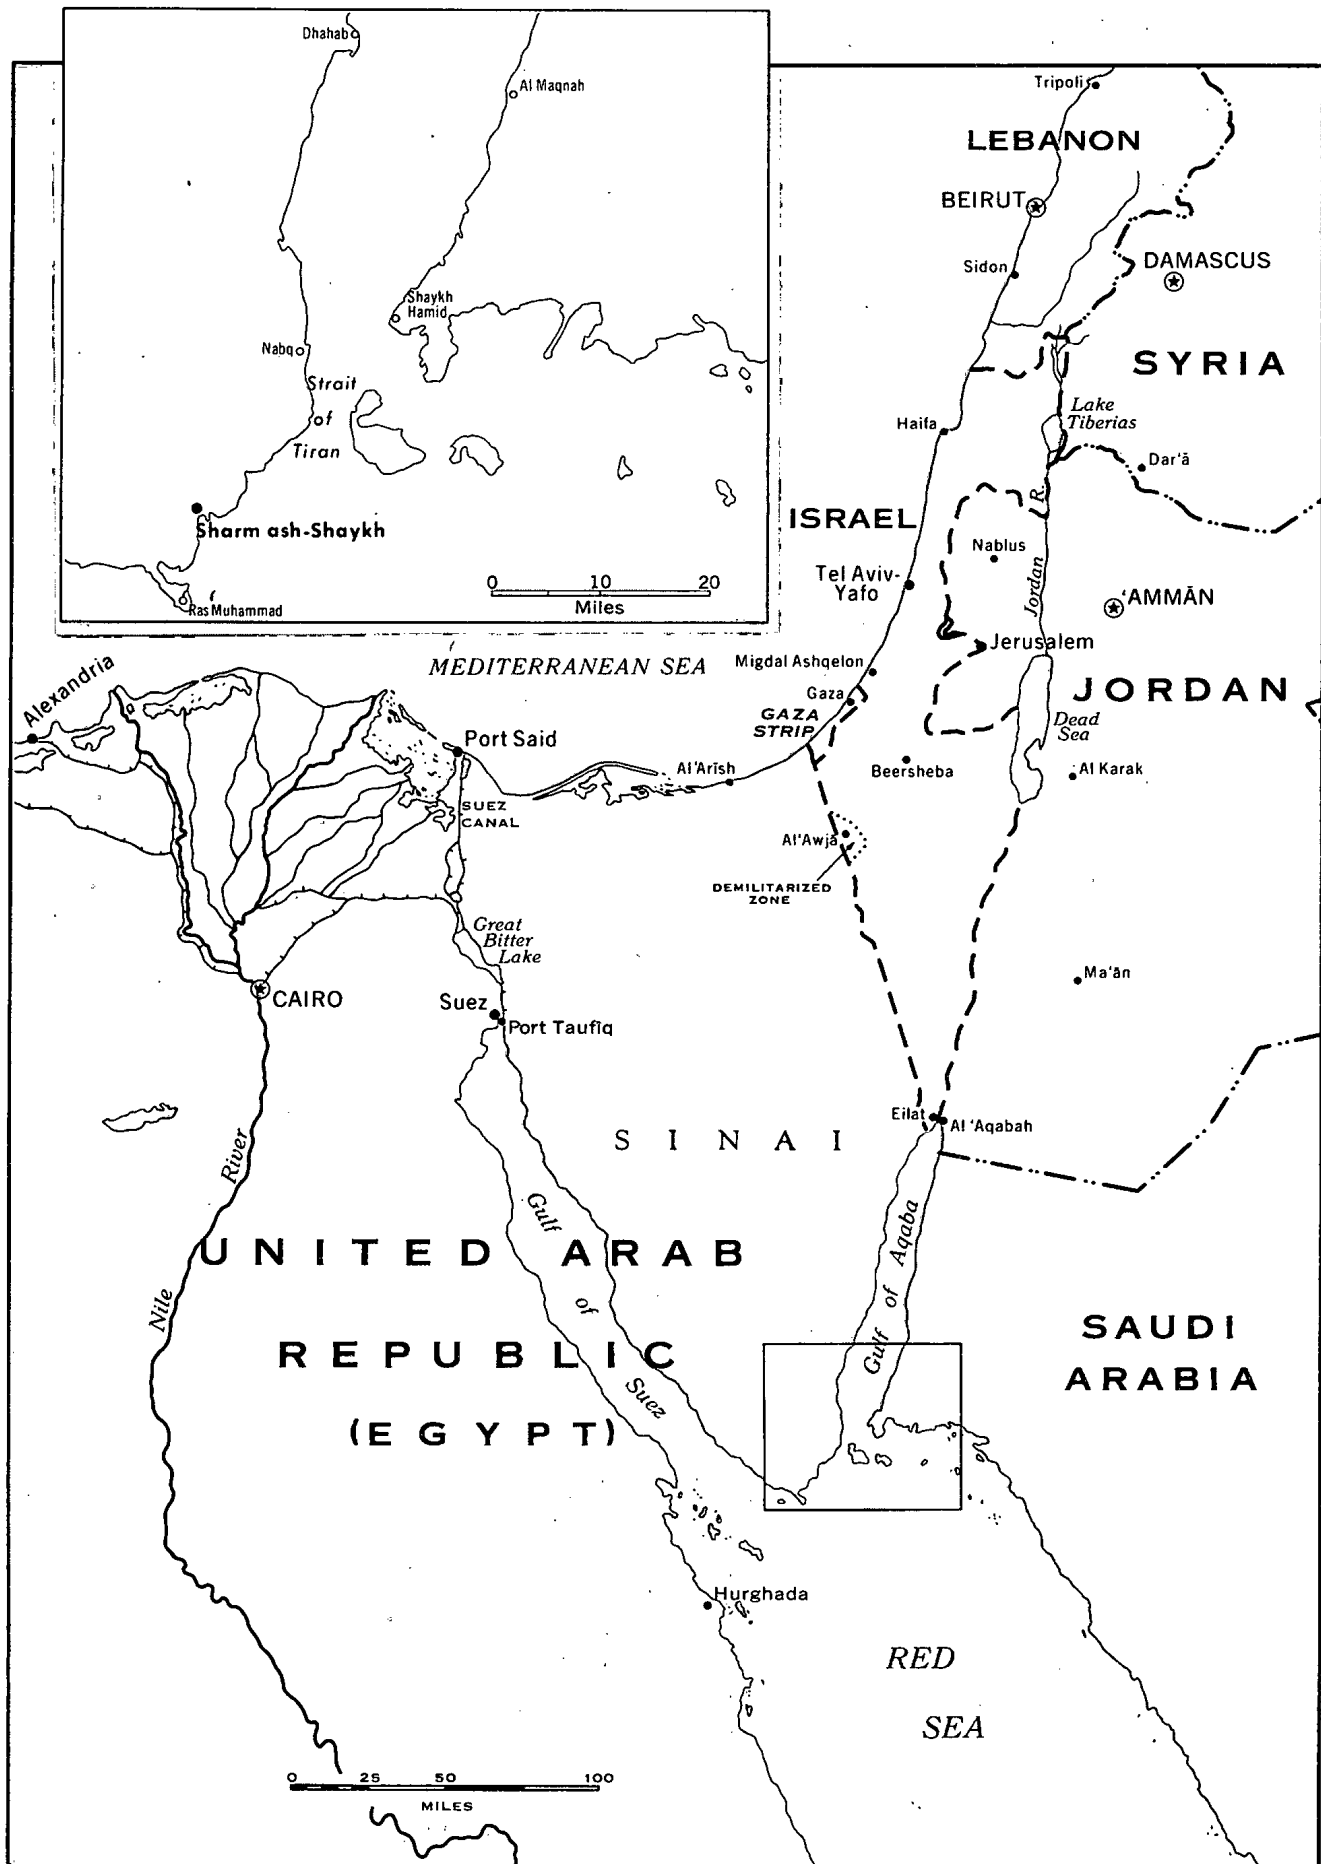 Dhahab
Al Maqnah
Shaykh
Hamid
Nabq
Strait
of
Tiran
Sharm ash-Shaykh
Ras Muhammad
0 10 20
Miles
Tripoli
LEBANON
BEIRUT
Sidon
DAMASCUS
SYRIA
Lake
Tiberias
Haifa
Dar'ā
ISRAEL
Nablus
Jordan R.
Tel Aviv-
Yafo
'AMMĀN
Jerusalem
MEDITERRANEAN SEA
Migdal Ashqelon
JORDAN
Gaza
GAZA
STRIP
Dead
Sea
Alexandria
Port Said
Al 'Arīsh
Beersheba
Al Karak
SUEZ
CANAL
Al 'Awjā
DEMILITARIZED
ZONE
Great
Bitter
Lake
CAIRO
Suez
Port Taufīq
Ma'ān
Eilat
Al 'Aqabah
SINAI
Nile River
Gulf of Suez
Gulf of Aqaba
UNITED ARAB
REPUBLIC
(EGYPT)
SAUDI
ARABIA
Hurghada
RED
SEA
0 25 50 100
MILES